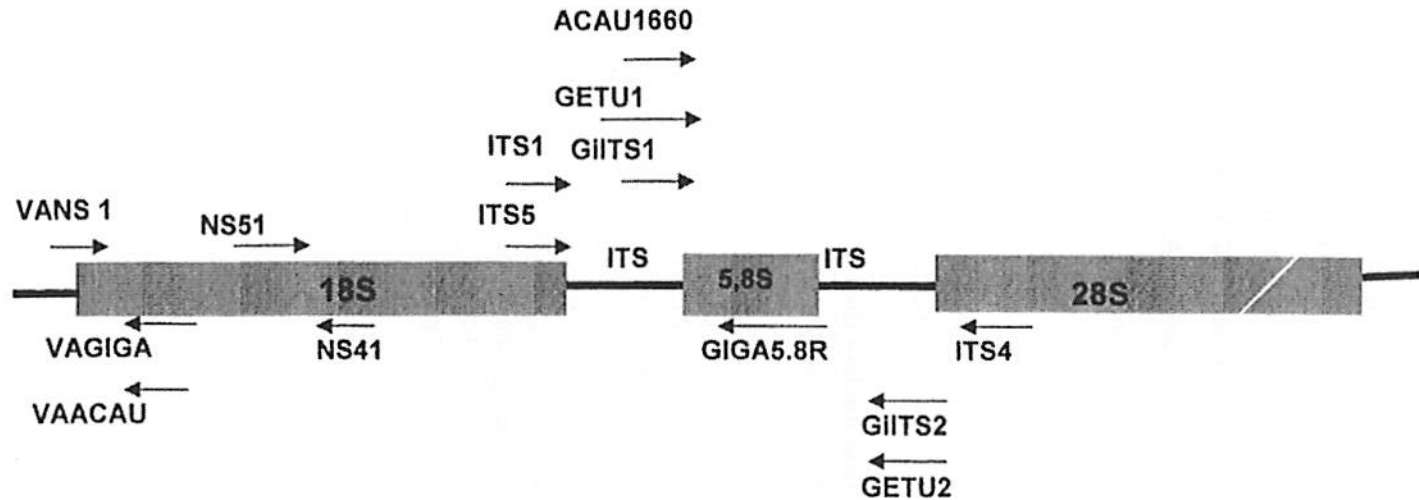 ACAU1660
GETU1
ITS1 GiITS1
VANS 1 NS51 ITS5
ITS ITS
18S 5,8S 28S
VAGIGA NS41 GIGA5.8R ITS4
VAACAU GiITS2
GETU2